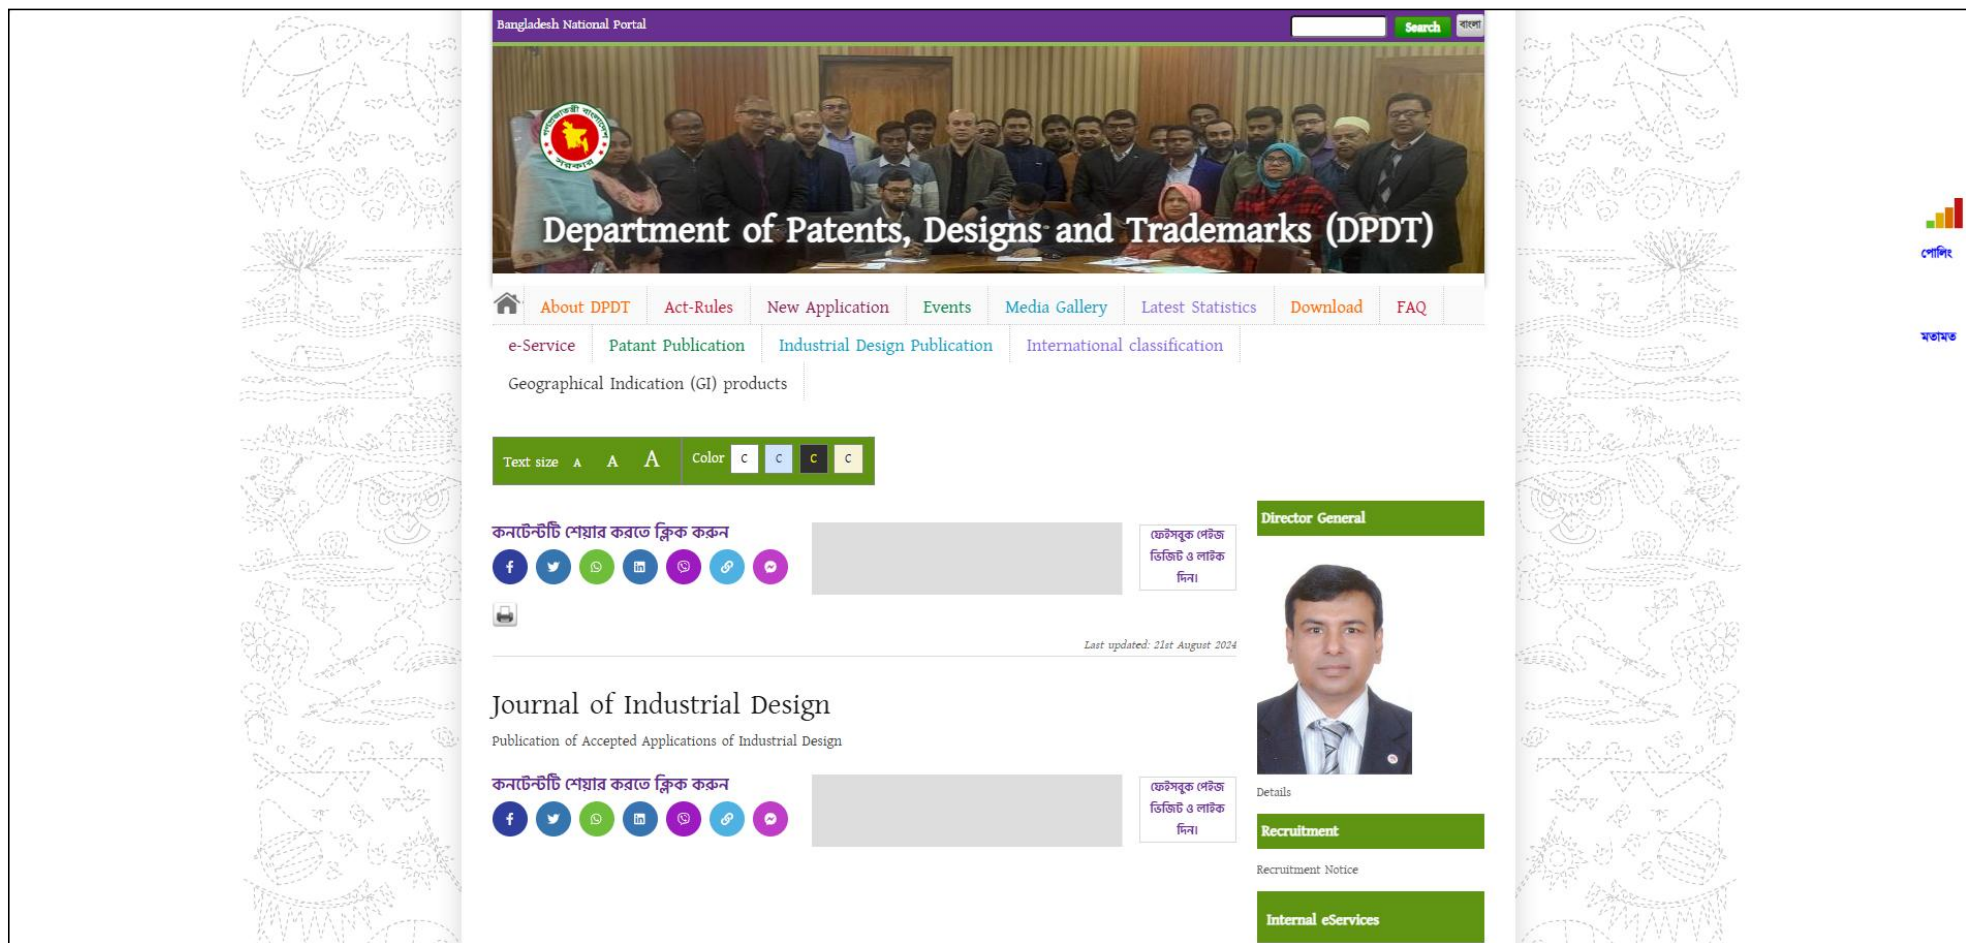 Bangladesh National Portal
Search
বাংলা
গণপ্রজাতন্ত্রী বাংলাদেশ
সরকার
Department of Patents, Designs and Trademarks (DPDT)
About DPDT
Act-Rules
New Application
Events
Media Gallery
Latest Statistics
Download
FAQ
e-Service
Patant Publication
Industrial Design Publication
International classification
Geographical Indication (GI) products
পোলিং
মতামত
Text size A A A Color C C C C
কনটেন্টটি শেয়ার করতে ক্লিক করুন
ফেইসবুক পেইজ
ভিজিট ও লাইক
দিন।
Last updated: 21st August 2024
Journal of Industrial Design
Publication of Accepted Applications of Industrial Design
কনটেন্টটি শেয়ার করতে ক্লিক করুন
ফেইসবুক পেইজ
ভিজিট ও লাইক
দিন।
Director General
Details
Recruitment
Recruitment Notice
Internal eServices